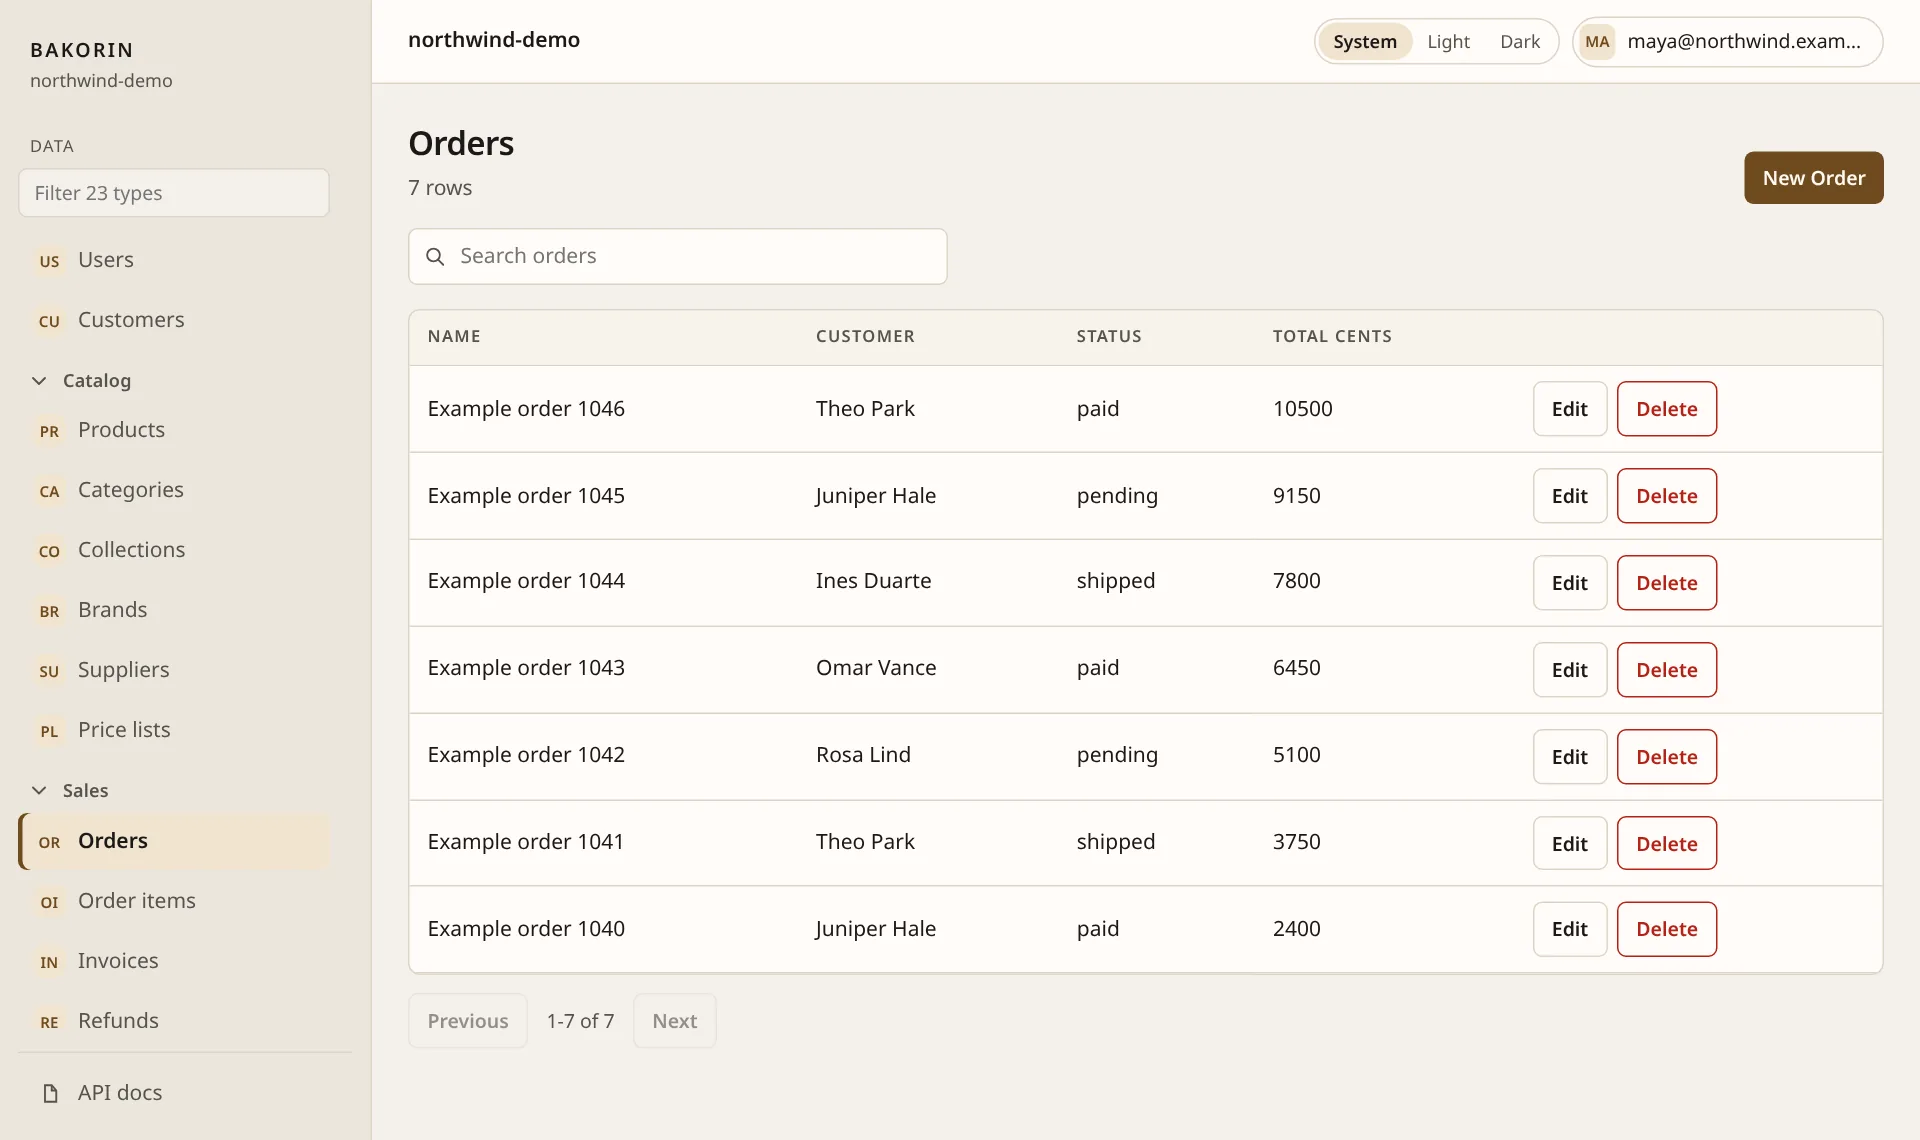 BAKORIN
northwind-demo
DATA
Filter 23 types
US Users
CU Customers
Catalog
PR Products
CA Categories
CO Collections
BR Brands
SU Suppliers
PL Price lists
Sales
OR Orders
OI Order items
IN Invoices
RE Refunds
API docs
northwind-demo
System Light Dark
MA maya@northwind.exam...
Orders
7 rows
New Order
Search orders
NAME CUSTOMER STATUS TOTAL CENTS
Example order 1046 Theo Park paid 10500 Edit Delete
Example order 1045 Juniper Hale pending 9150 Edit Delete
Example order 1044 Ines Duarte shipped 7800 Edit Delete
Example order 1043 Omar Vance paid 6450 Edit Delete
Example order 1042 Rosa Lind pending 5100 Edit Delete
Example order 1041 Theo Park shipped 3750 Edit Delete
Example order 1040 Juniper Hale paid 2400 Edit Delete
Previous 1-7 of 7 Next